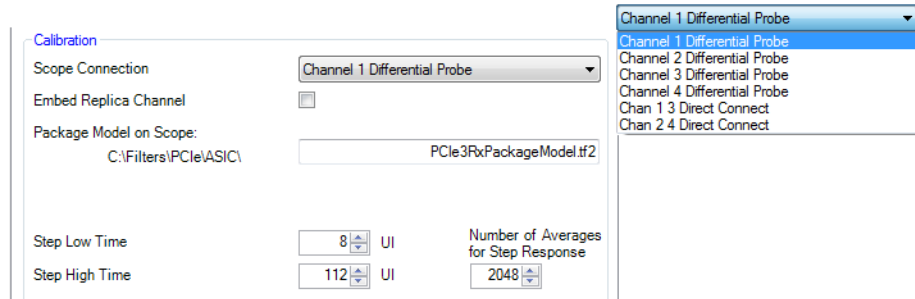 Calibration
Scope Connection
Channel 1 Differential Probe
Embed Replica Channel
Package Model on Scope:
C:\Filters\PCIe\ASIC\
PCIe3RxPackageModel.tf2
Step Low Time
8
UI
Number of Averages
for Step Response
Step High Time
112
UI
2048
Channel 1 Differential Probe
Channel 1 Differential Probe
Channel 2 Differential Probe
Channel 3 Differential Probe
Channel 4 Differential Probe
Chan 1 3 Direct Connect
Chan 2 4 Direct Connect